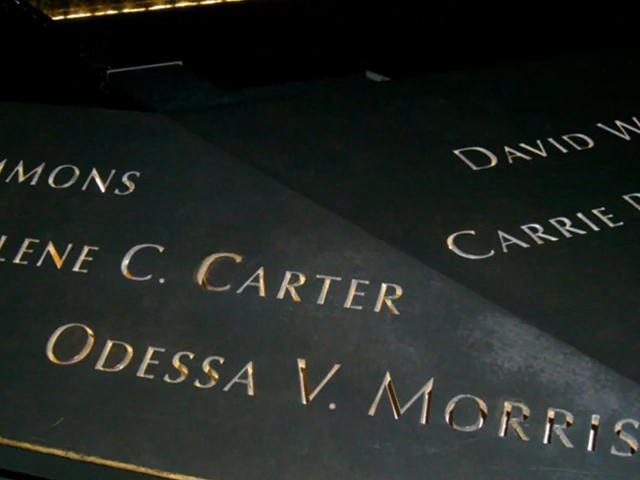 MMONS
LENE C. CARTER
ODESSA V. MORRIS
DAVID W
CARRIE